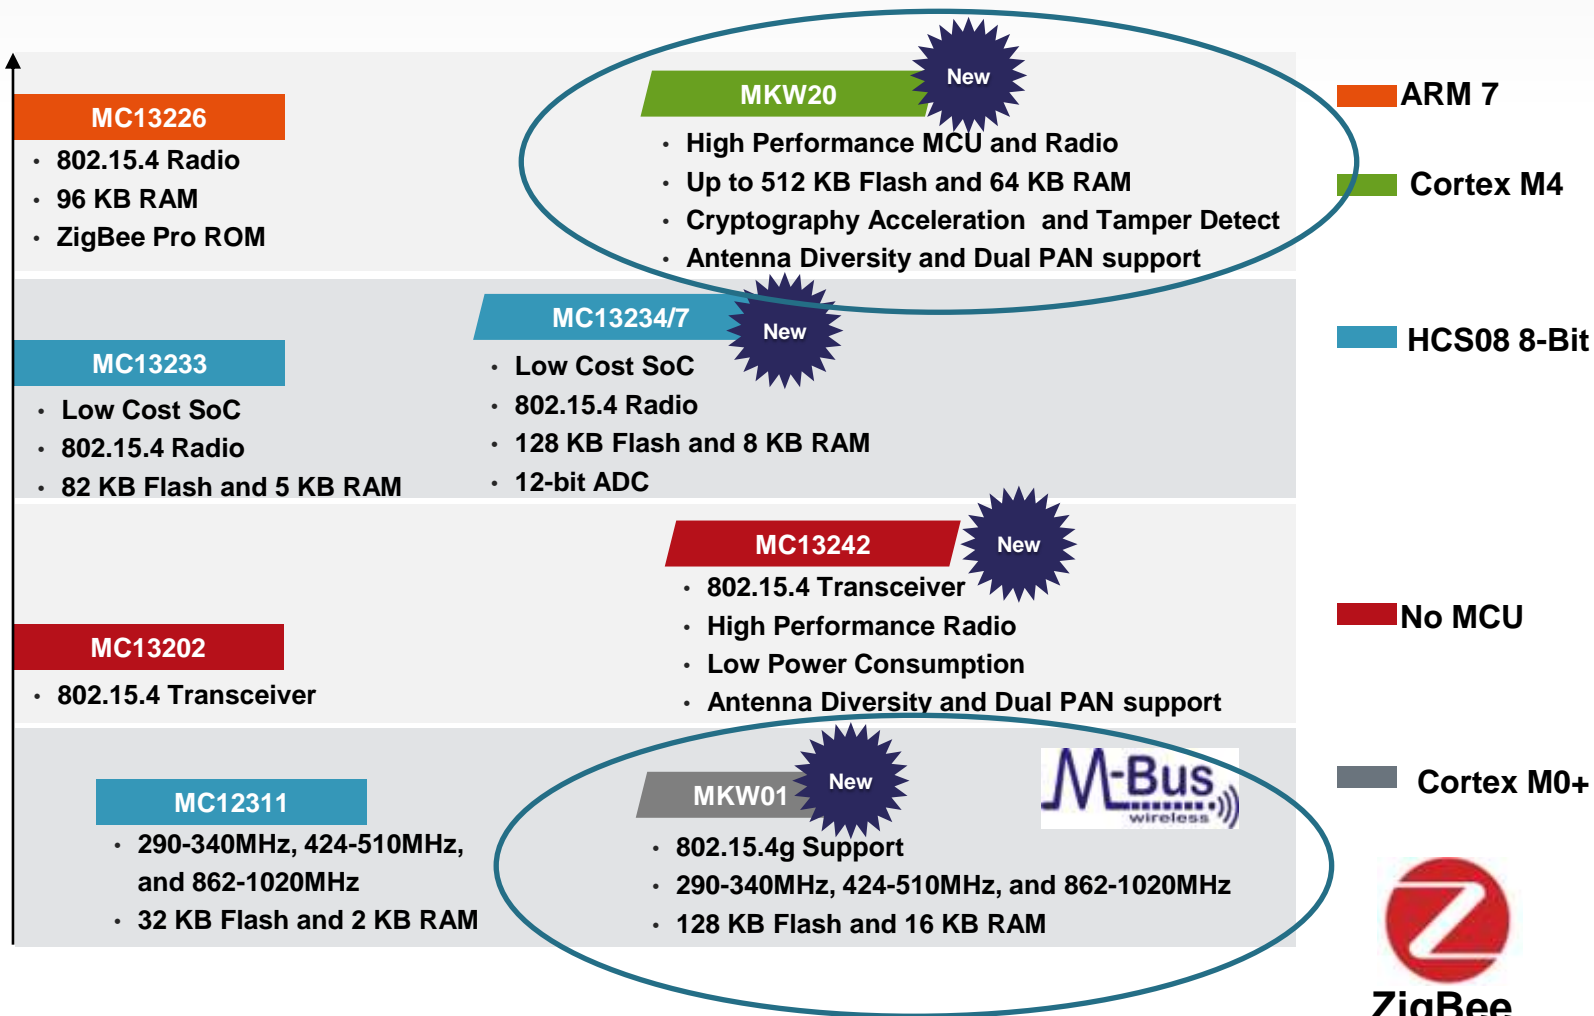 MC13226
· 802.15.4 Radio
· 96 KB RAM
· ZigBee Pro ROM
MKW20
New
· High Performance MCU and Radio
· Up to 512 KB Flash and 64 KB RAM
· Cryptography Acceleration and Tamper Detect
· Antenna Diversity and Dual PAN support
MC13233
· Low Cost SoC
· 802.15.4 Radio
· 82 KB Flash and 5 KB RAM
MC13234/7
New
· Low Cost SoC
· 802.15.4 Radio
· 128 KB Flash and 8 KB RAM
· 12-bit ADC
MC13202
· 802.15.4 Transceiver
MC13242
New
· 802.15.4 Transceiver
· High Performance Radio
· Low Power Consumption
· Antenna Diversity and Dual PAN support
MC12311
· 290-340MHz, 424-510MHz,
and 862-1020MHz
· 32 KB Flash and 2 KB RAM
MKW01
New
· 802.15.4g Support
· 290-340MHz, 424-510MHz, and 862-1020MHz
· 128 KB Flash and 16 KB RAM
M-Bus
wireless
ARM 7
Cortex M4
HCS08 8-Bit
No MCU
Cortex M0+
ZigBee